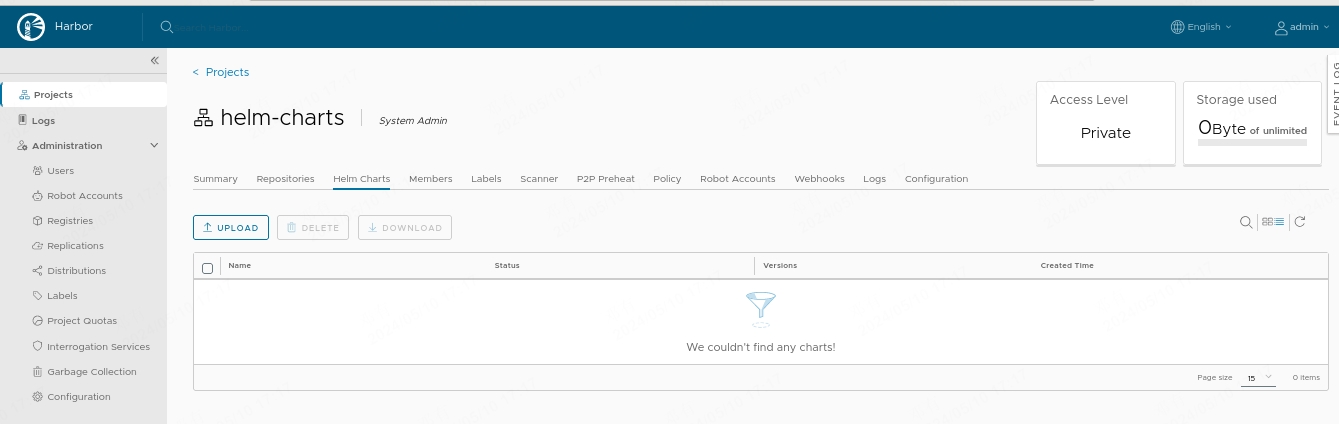 Harbor
English
admin
Projects
Logs
Administration
Users
Robot Accounts
Registries
Replications
Distributions
Labels
Project Quotas
Interrogation Services
Garbage Collection
Configuration
< Projects
helm-charts
System Admin
Access Level
Private
Storage used
0Byte of unlimited
EVENT LOG
Summary Repositories Helm Charts Members Labels Scanner P2P Preheat Policy Robot Accounts Webhooks Logs Configuration
UPLOAD DELETE DOWNLOAD
Name Status Versions Created Time
We couldn't find any charts!
Page size 15 0 items